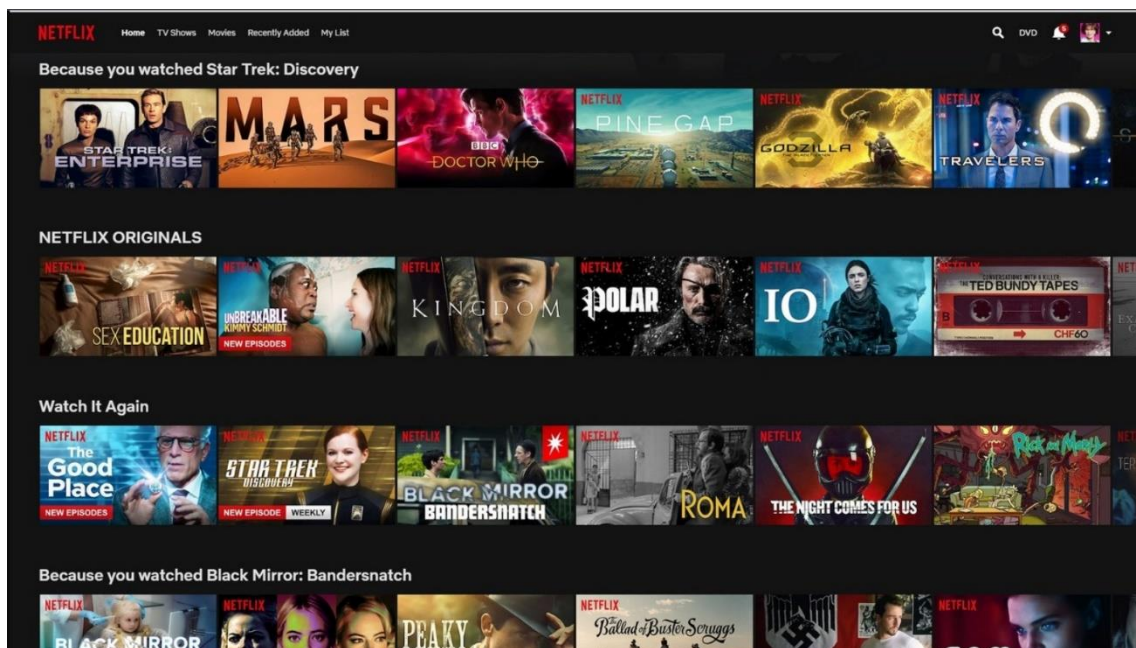 NETFLIX Home TV Shows Movies Recently Added My List DVD
Because you watched Star Trek: Discovery
STAR TREK:
ENTERPRISE
MARS
BBC
DOCTOR WHO
NETFLIX
PINE GAP
NETFLIX
GODZILLA
NETFLIX
TRAVELERS
NETFLIX ORIGINALS
NETFLIX
SEX EDUCATION
NETFLIX
UNBREAKABLE
KIMMY SCHMIDT
NEW EPISODES
NETFLIX
KINGDOM
NETFLIX
POLAR
NETFLIX
IO
NETFLIX
CONVERSATIONS WITH A KILLER:
THE TED BUNDY TAPES
B
CHF60
NET
Watch It Again
NETFLIX
The
Good
Place
NEW EPISODES
NETFLIX
STAR TREK
DISCOVERY
NEW EPISODE WEEKLY
NETFLIX
BLACK MIRROR
BANDERSNATCH
NETFLIX
ROMA
NETFLIX
THE NIGHT COMES FOR US
Rick and Morty
NET
Because you watched Black Mirror: Bandersnatch
NETFLIX
BLACK MIRROR
NETFLIX
PEAKY
NETFLIX
The
Ballad of Buster Scruggs
NETFLIX